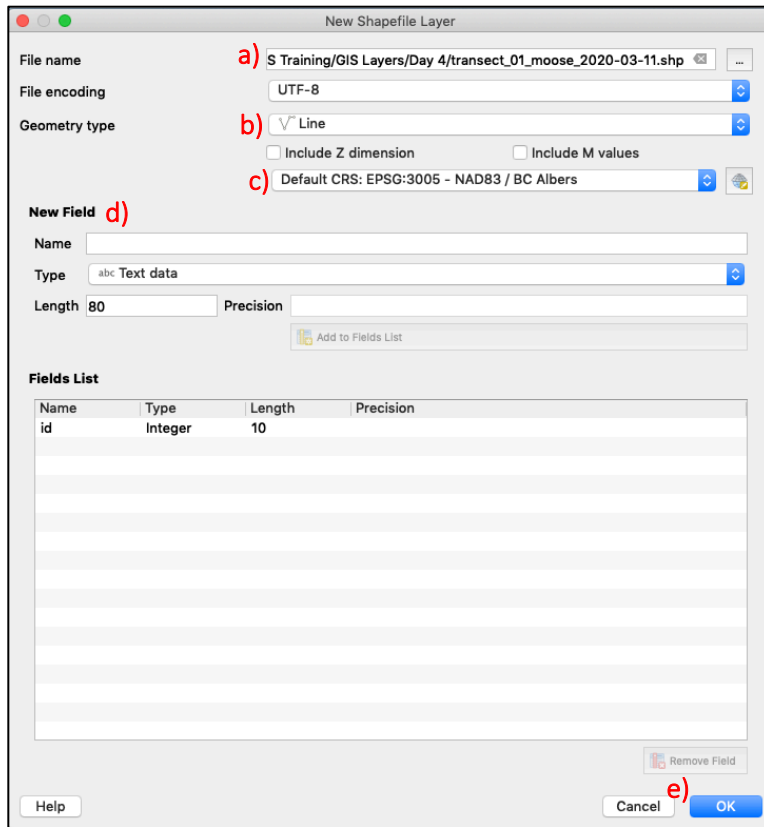 New Shapefile Layer
File name a) S Training/GIS Layers/Day 4/transect_01_moose_2020-03-11.shp ...
File encoding UTF-8
Geometry type b) Line
Include Z dimension Include M values
c) Default CRS: EPSG:3005 - NAD83 / BC Albers
New Field d)
Name
Type abc Text data
Length 80 Precision
Add to Fields List
Fields List
Name Type Length Precision
id Integer 10
Remove Field
e)
Help Cancel OK